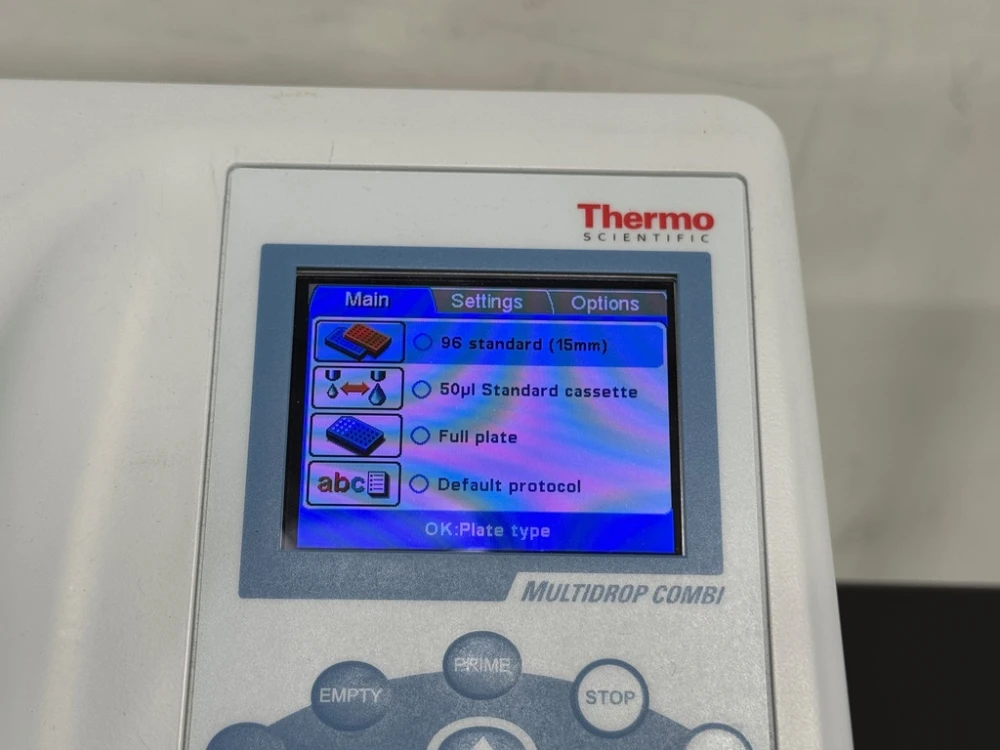 Thermo
SCIENTIFIC
Main Settings Options
96 standard (15mm)
50µl Standard cassette
Full plate
abc Default protocol
OK:Plate type
MULTIDROP COMBI
PRIME
EMPTY STOP